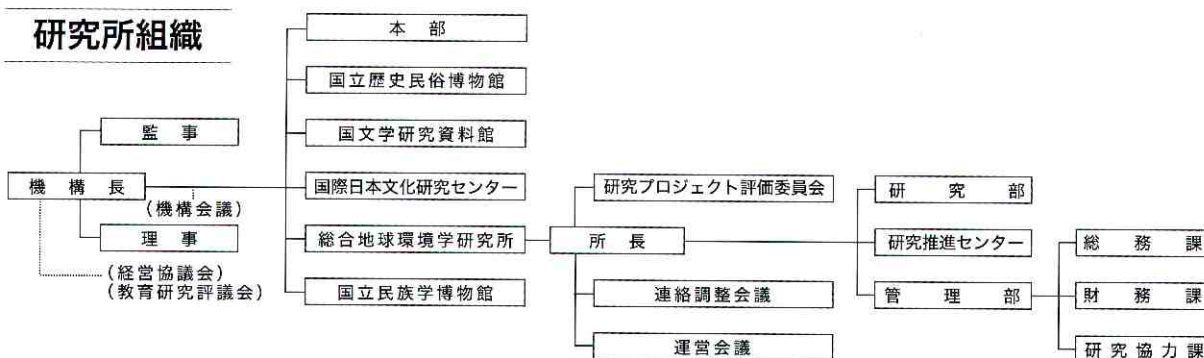 研究所組織
本部
国立歴史民俗博物館
国文学研究資料館
国際日本文化研究センター
総合地球環境学研究所
国立民族学博物館
監事
機構長
(機構会議)
理事
(経営協議会)
(教育研究評議会)
研究プロジェクト評価委員会
所長
連絡調整会議
運営会議
研究部
研究推進センター
管理部
総務課
財務課
研究協力課